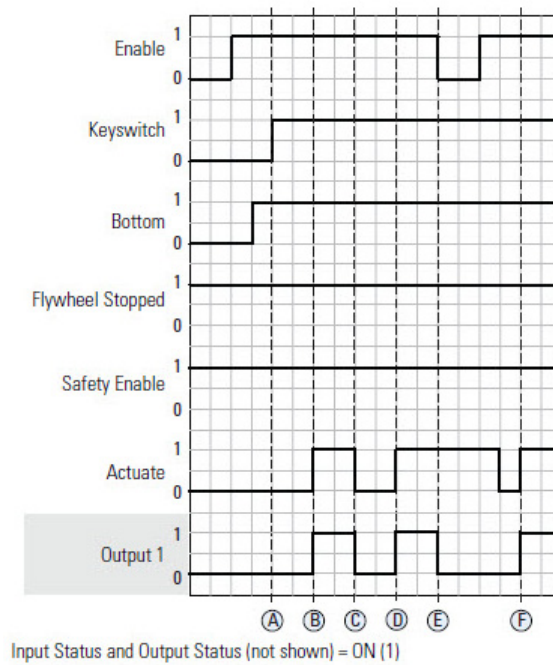 Enable 1
0
Keyswitch 1
0
Bottom 1
0
Flywheel Stopped 1
0
Safety Enable 1
0
Actuate 1
0
Output 1 1
0
A B C D E F
Input Status and Output Status (not shown) = ON (1)